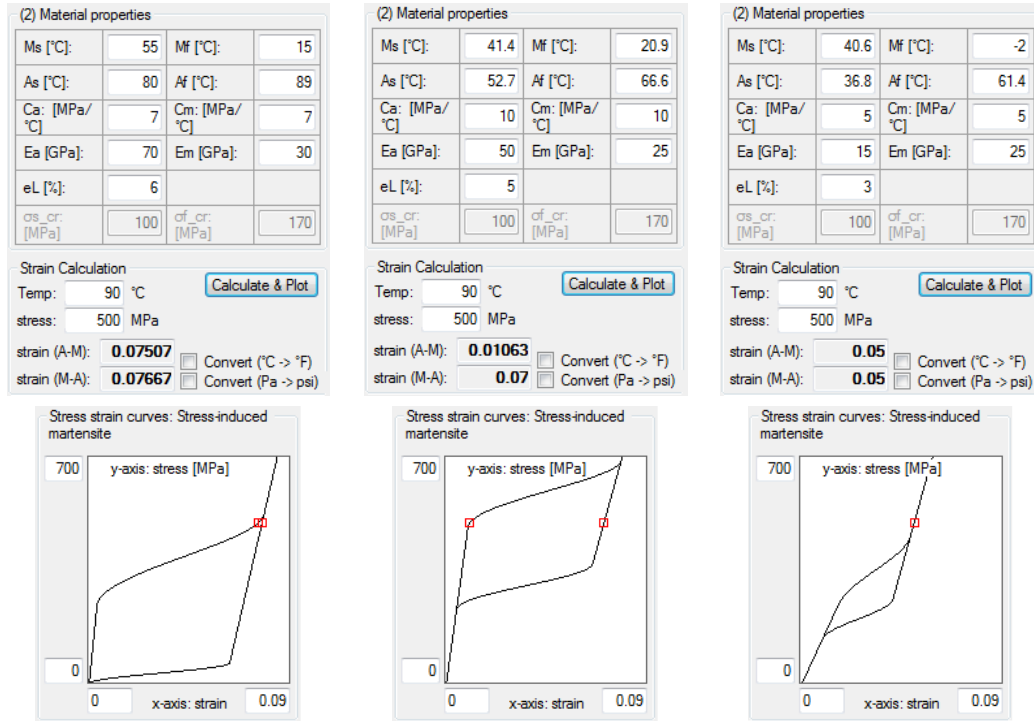 (2) Material properties
Ms [°C]: 55 Mf [°C]: 15
As [°C]: 80 Af [°C]: 89
Ca: [MPa/°C] 7 Cm: [MPa/°C] 7
Ea [GPa]: 70 Em [GPa]: 30
eL [%]: 6
σs_cr: [MPa] 100 σf_cr: [MPa] 170
Strain Calculation
Temp: 90 °C Calculate & Plot
stress: 500 MPa
strain (A-M): 0.07507 Convert (°C -> °F)
strain (M-A): 0.07667 Convert (Pa -> psi)
Stress strain curves: Stress-induced
martensite
700 y-axis: stress [MPa]
0
0 x-axis: strain 0.09
(2) Material properties
Ms [°C]: 41.4 Mf [°C]: 20.9
As [°C]: 52.7 Af [°C]: 66.6
Ca: [MPa/°C] 10 Cm: [MPa/°C] 10
Ea [GPa]: 50 Em [GPa]: 25
eL [%]: 5
σs_cr: [MPa] 100 σf_cr: [MPa] 170
Strain Calculation
Temp: 90 °C Calculate & Plot
stress: 500 MPa
strain (A-M): 0.01063 Convert (°C -> °F)
strain (M-A): 0.07 Convert (Pa -> psi)
Stress strain curves: Stress-induced
martensite
700 y-axis: stress [MPa]
0
0 x-axis: strain 0.09
(2) Material properties
Ms [°C]: 40.6 Mf [°C]: -2
As [°C]: 36.8 Af [°C]: 61.4
Ca: [MPa/°C] 5 Cm: [MPa/°C] 5
Ea [GPa]: 15 Em [GPa]: 25
eL [%]: 3
σs_cr: [MPa] 100 σf_cr: [MPa] 170
Strain Calculation
Temp: 90 °C Calculate & Plot
stress: 500 MPa
strain (A-M): 0.05 Convert (°C -> °F)
strain (M-A): 0.05 Convert (Pa -> psi)
Stress strain curves: Stress-induced
martensite
700 y-axis: stress [MPa]
0
0 x-axis: strain 0.09